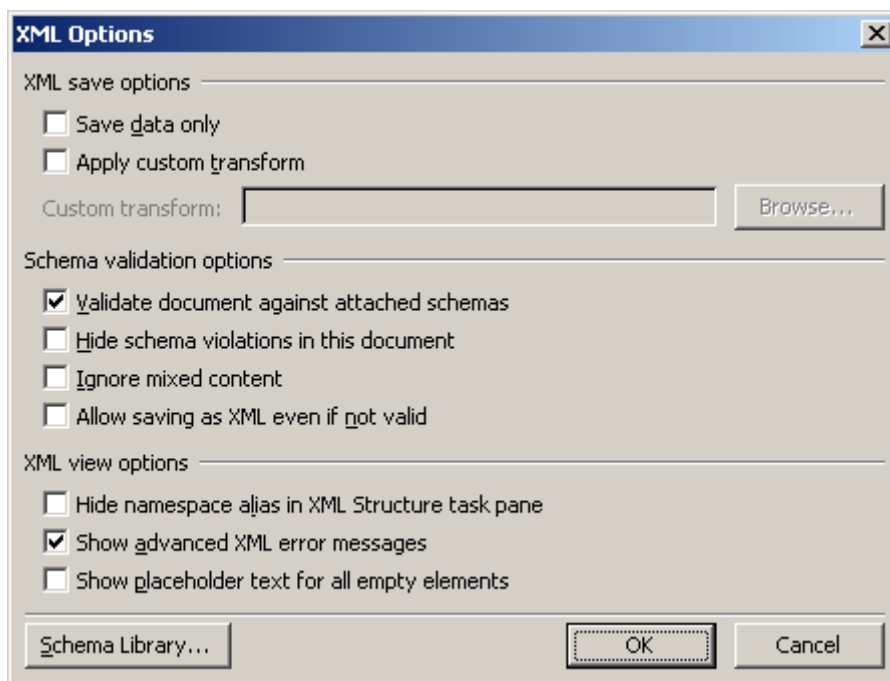 XML Options
XML save options
Save data only
Apply custom transform
Custom transform:
Browse...
Schema validation options
Validate document against attached schemas
Hide schema violations in this document
Ignore mixed content
Allow saving as XML even if not valid
XML view options
Hide namespace alias in XML Structure task pane
Show advanced XML error messages
Show placeholder text for all empty elements
Schema Library...
OK
Cancel